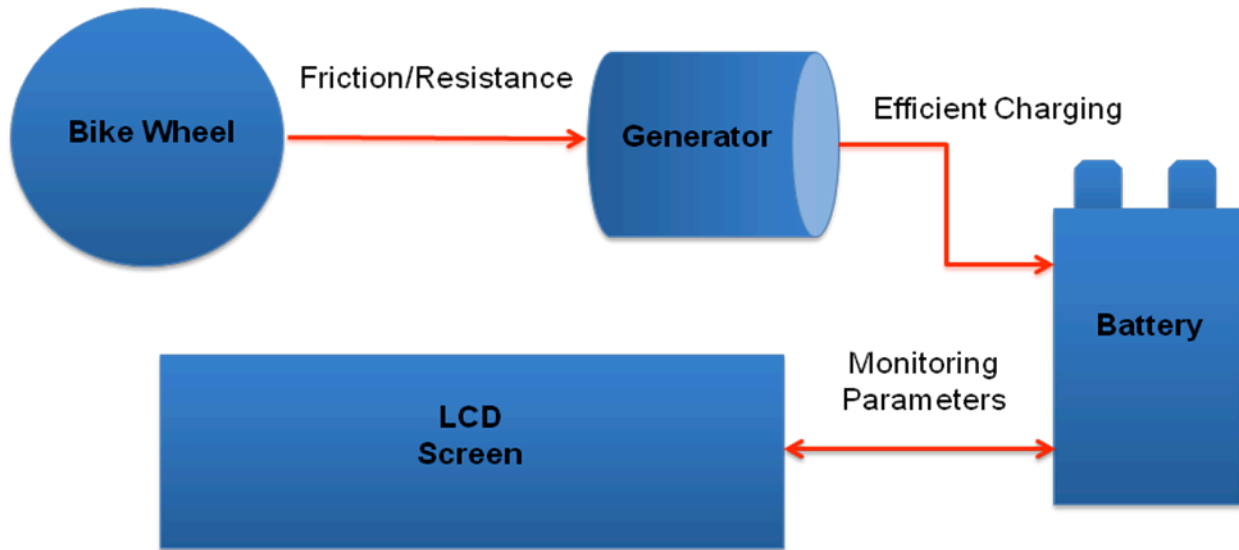 Friction/Resistance
Bike Wheel
Generator
Efficient Charging
Battery
Monitoring
Parameters
LCD
Screen